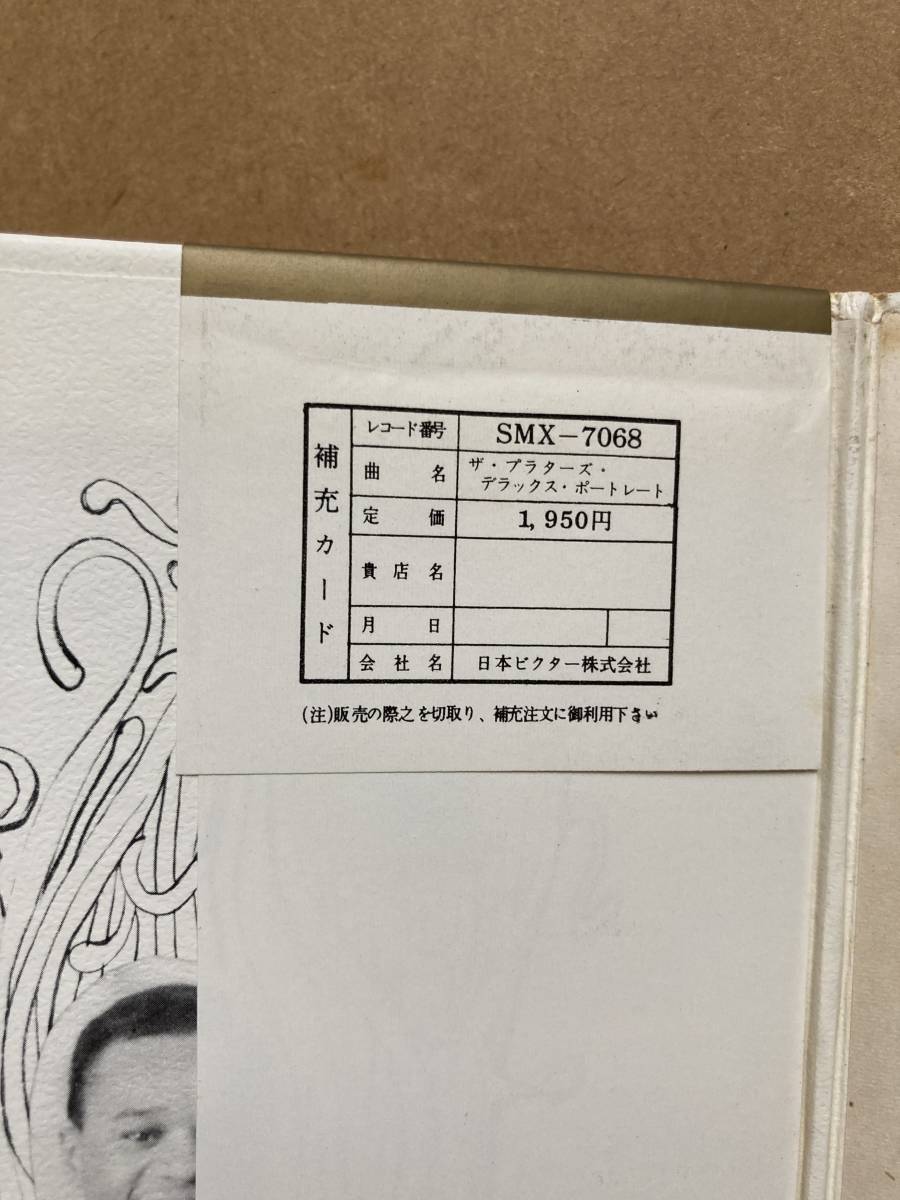 補充カード
レコード番号 SMX-7068
曲名 ザ・プラターズ・
デラックス・ポートレート
定価 1,950円
貴店名
月日
会社名 日本ビクター株式会社
(注)販売の際之を切取り、補充注文に御利用下さい